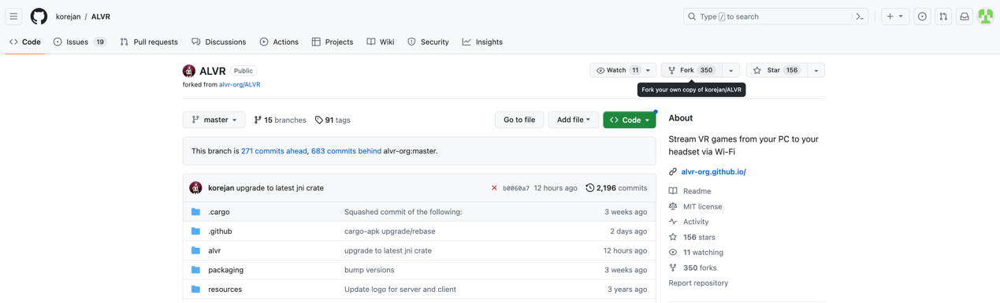 korejan / ALVR
Type / to search
Code Issues 19 Pull requests Discussions Actions Projects Wiki Security Insights
ALVR Public
forked from alvr-org/ALVR
Watch 11 Fork 350 Star 156
Fork your own copy of korejan/ALVR
master 15 branches 91 tags Go to file Add file Code
This branch is 271 commits ahead, 683 commits behind alvr-org:master.
korejan upgrade to latest jni crate b0060a7 12 hours ago 2,196 commits
.cargo Squashed commit of the following: 3 weeks ago
.github cargo-apk upgrade/rebase 2 days ago
alvr upgrade to latest jni crate 12 hours ago
packaging bump versions 3 weeks ago
resources Update logo for server and client 3 years ago
About
Stream VR games from your PC to your
headset via Wi-Fi
alvr-org.github.io/
Readme
MIT license
Activity
156 stars
11 watching
350 forks
Report repository